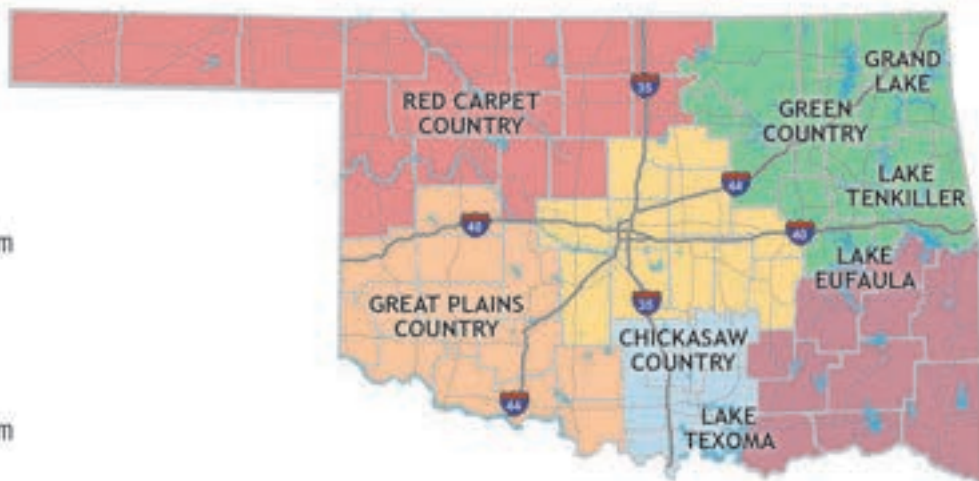 RED CARPET
COUNTRY
35
GRAND
LAKE
GREEN
COUNTRY
44
LAKE
TENKILLER
m
40
40
LAKE
EUFAULA
GREAT PLAINS
COUNTRY
35
CHICKASAW
COUNTRY
44
m
LAKE
TEXOMA